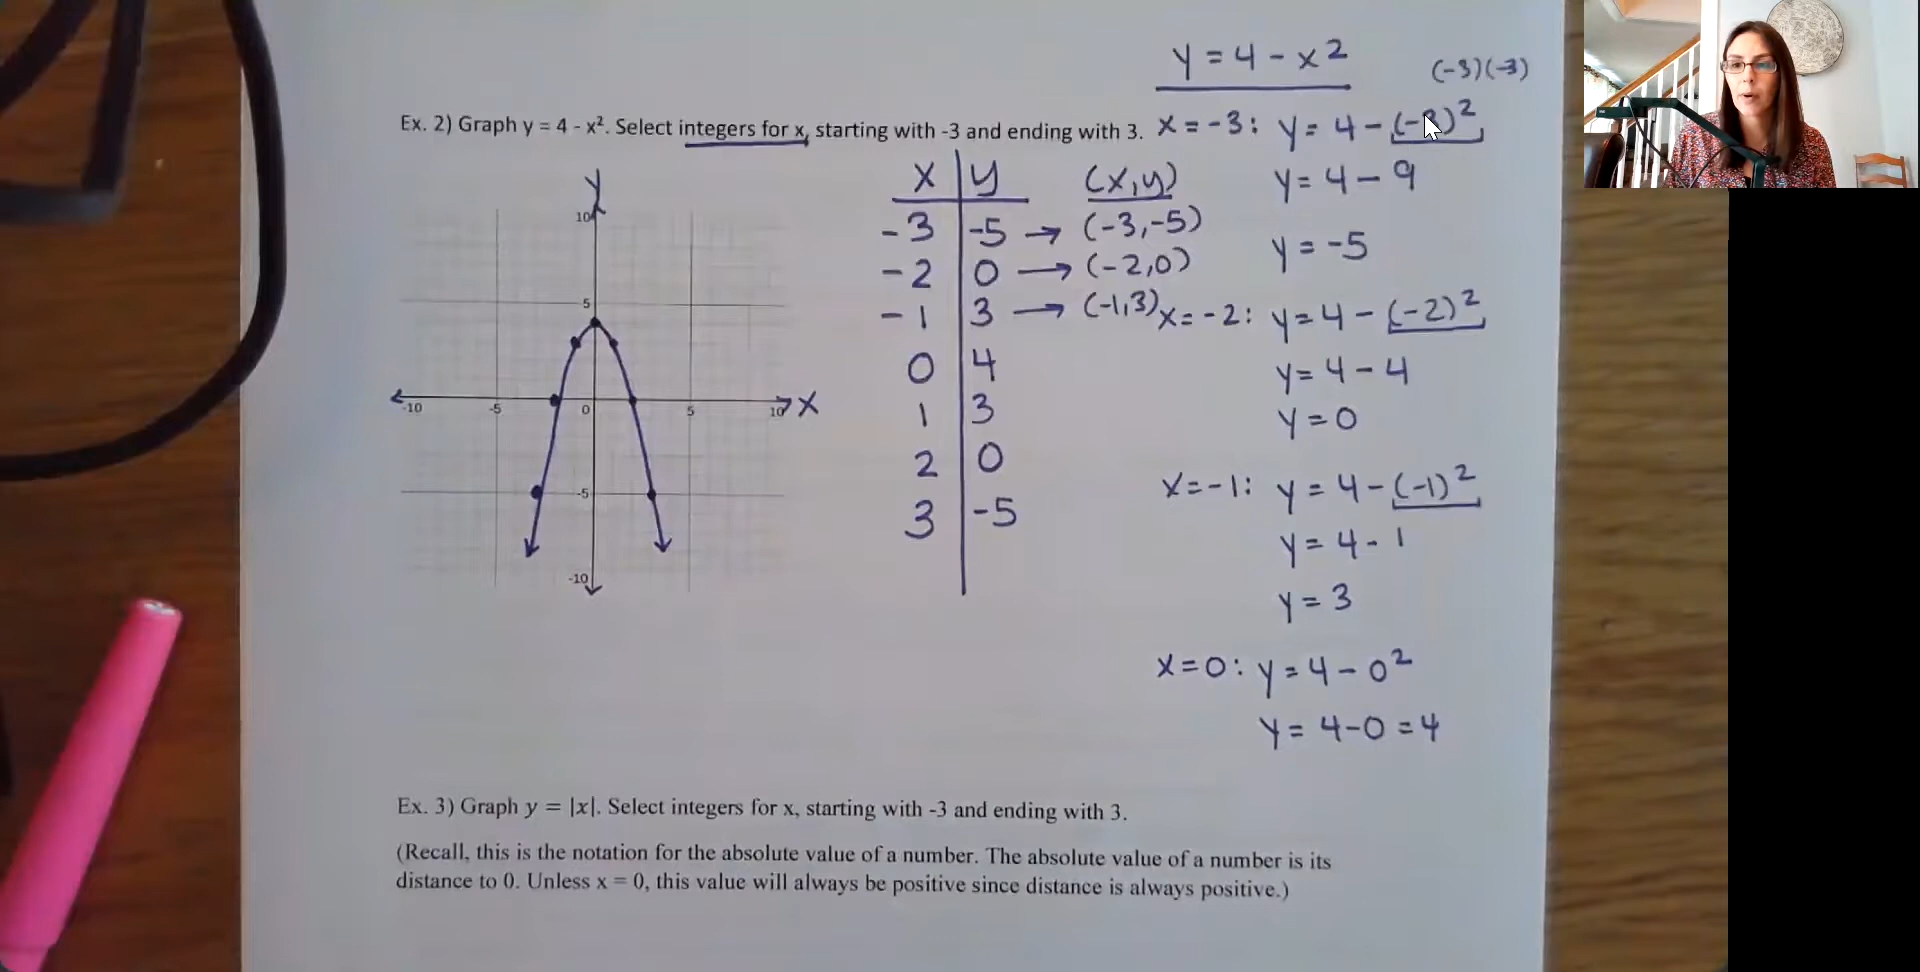 y = 4 - x²
(-3)(-3)
Ex. 2) Graph y = 4 - x². Select integers for x, starting with -3 and ending with 3.
x = -3: y = 4 - (-3)²
y = 4 - 9
y = -5
x y (x,y)
-3 -5 → (-3,-5)
-2 0 → (-2,0)
-1 3 → (-1,3)
0 4
1 3
2 0
3 -5
x = -2: y = 4 - (-2)²
y = 4 - 4
y = 0
x = -1: y = 4 - (-1)²
y = 4 - 1
y = 3
x = 0: y = 4 - 0²
y = 4 - 0 = 4
y
10
5
-10 -5 0 5 10 x
-5
-10
Ex. 3) Graph y = |x|. Select integers for x, starting with -3 and ending with 3.
(Recall, this is the notation for the absolute value of a number. The absolute value of a number is its
distance to 0. Unless x = 0, this value will always be positive since distance is always positive.)